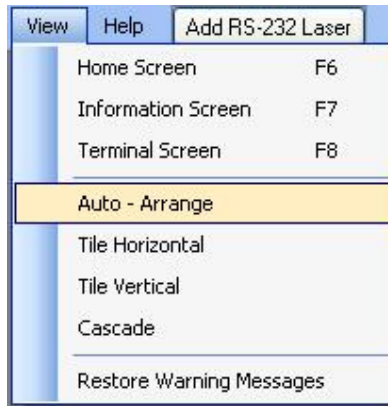 View Help Add RS-232 Laser
Home Screen F6
Information Screen F7
Terminal Screen F8
Auto - Arrange
Tile Horizontal
Tile Vertical
Cascade
Restore Warning Messages